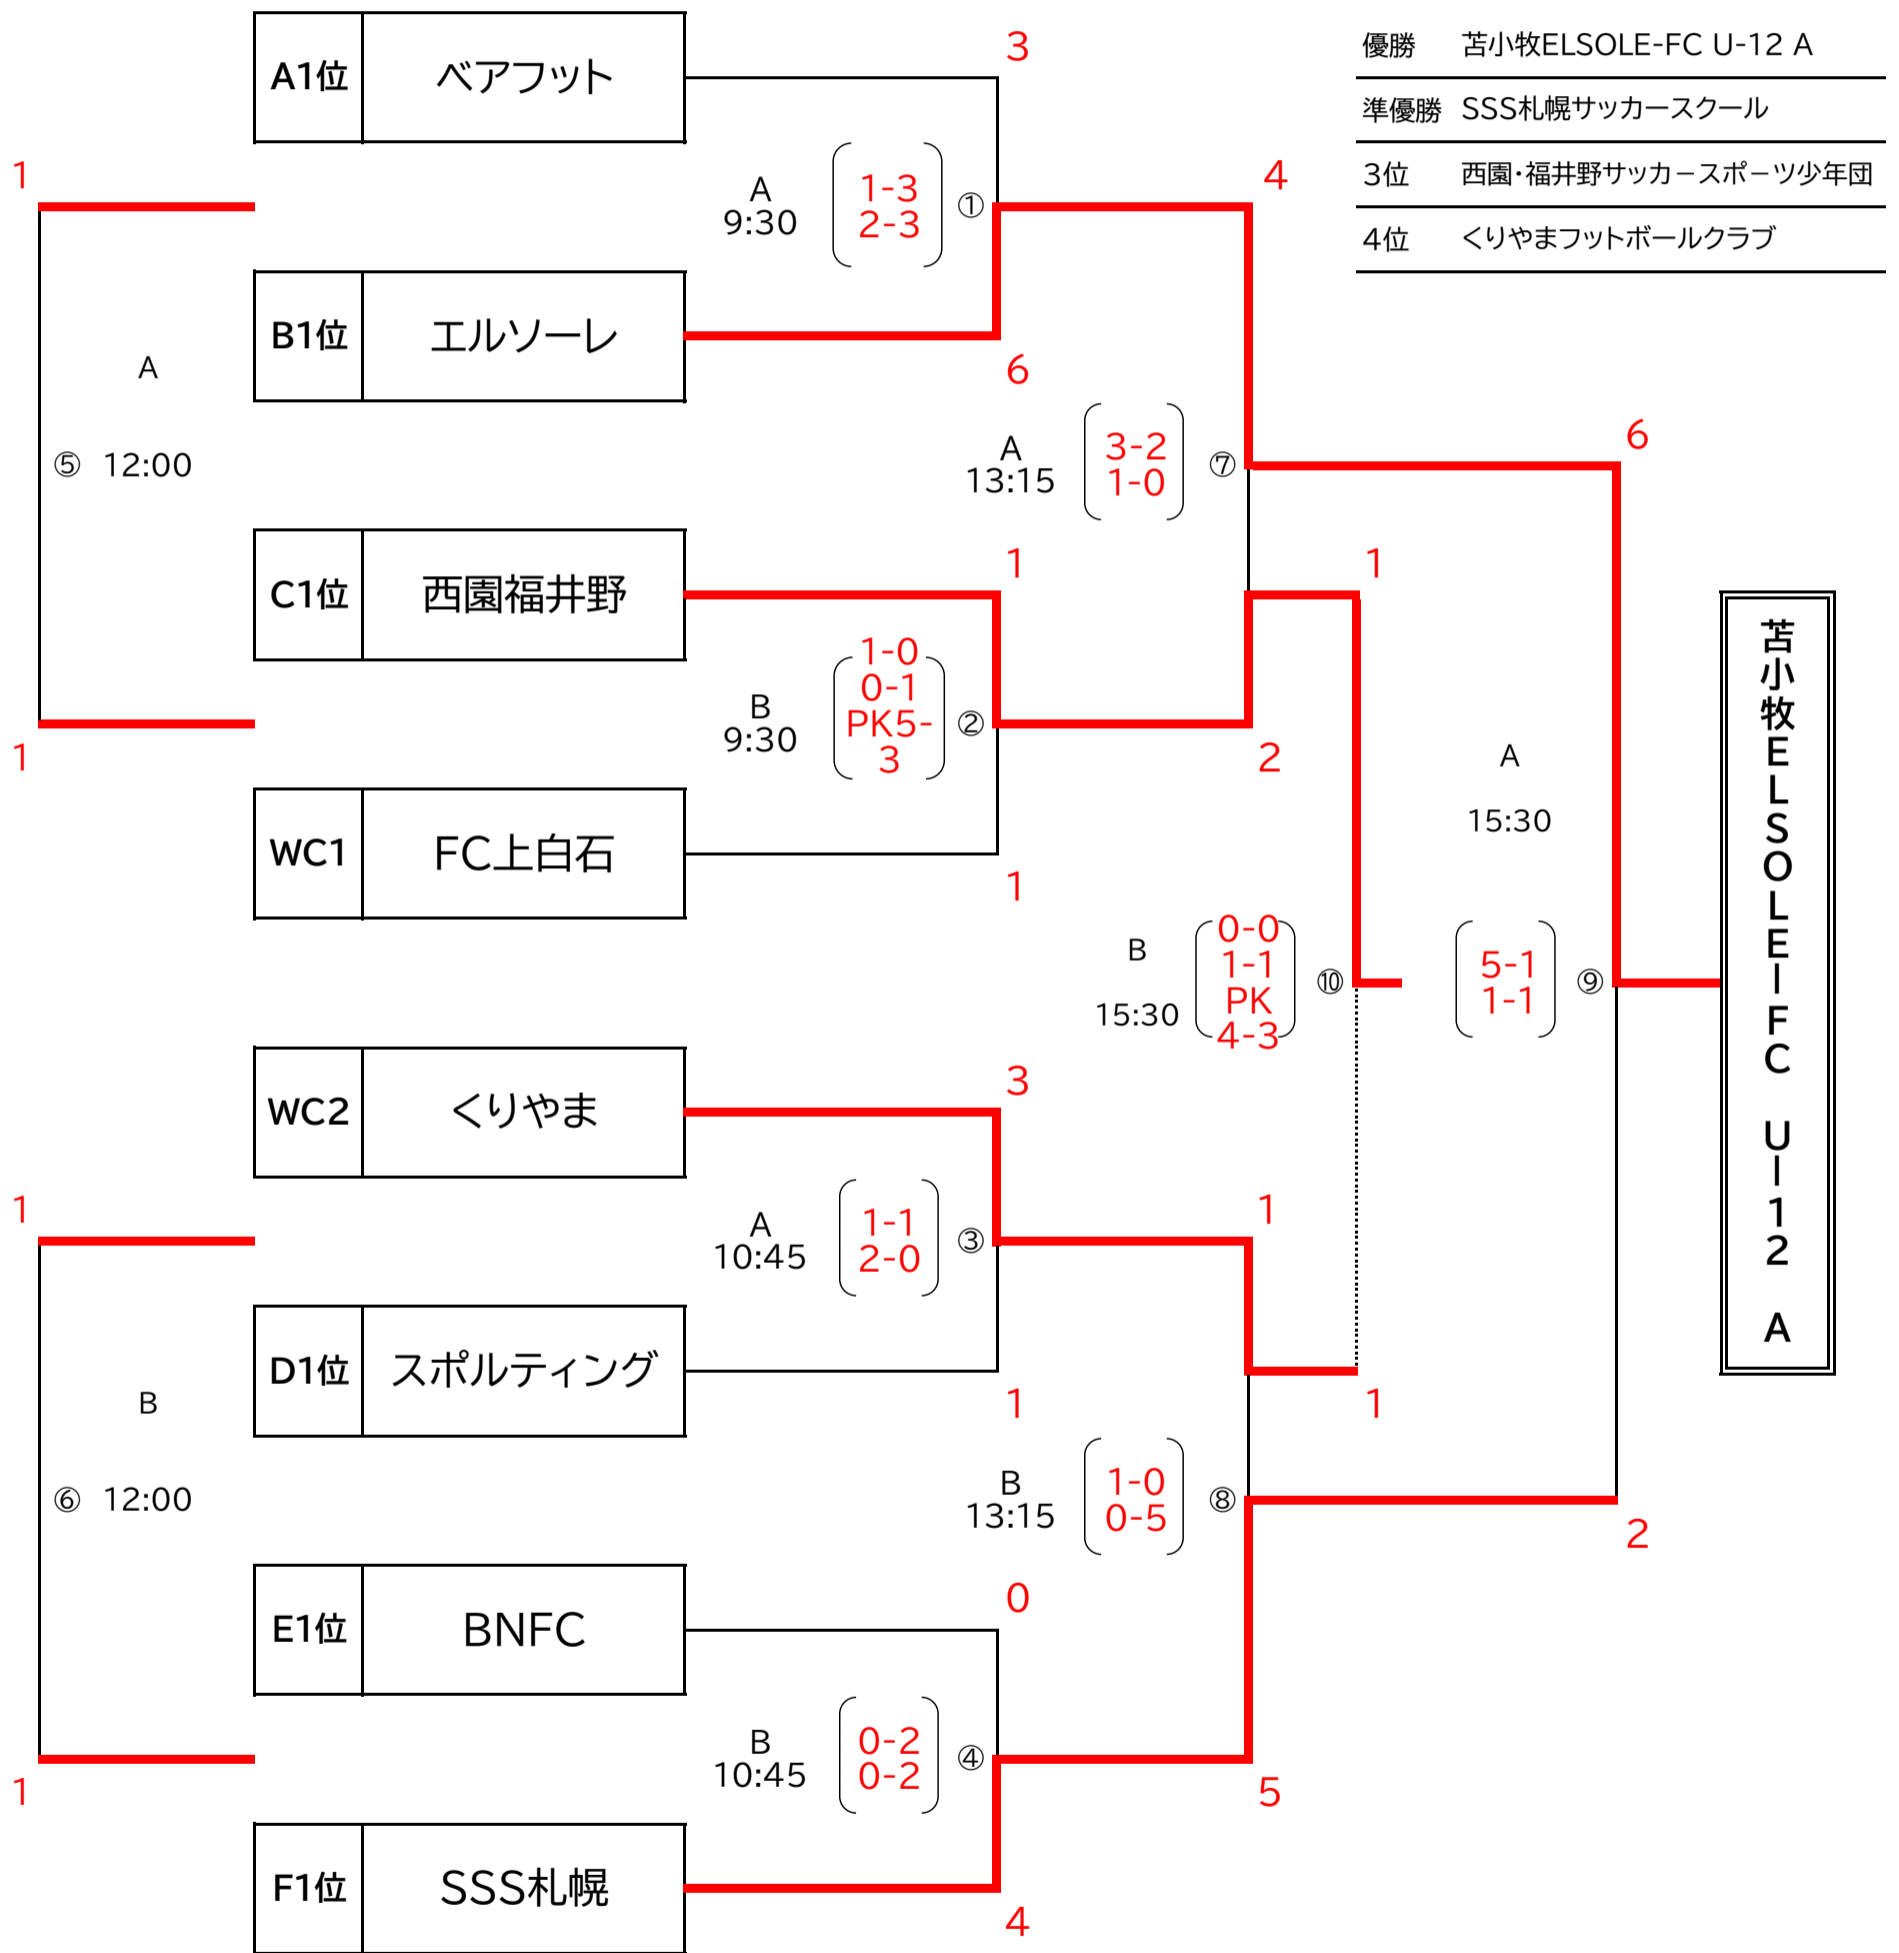 優勝 苫小牧ELSOLE-FC U-12 A
準優勝 SSS札幌サッカースクール
3位 西園・福井野サッカースポーツ少年団
4位 くりやまフットボールクラブ
A1位 ベアフット
3
A
9:30
1-3
2-3
①
B1位 エルソーレ
6
1
A
⑤ 12:00
1
C1位 西園福井野
1
B
9:30
1-0
0-1
PK5-
3
②
WC1 FC上白石
1
4
A
13:15
3-2
1-0
⑦
2
WC2 くりやま
3
A
10:45
1-1
2-0
③
D1位 スポルティング
1
1
B
⑥ 12:00
1
E1位 BNFC
0
B
10:45
0-2
0-2
④
F1位 SSS札幌
4
1
B
13:15
1-0
0-5
⑧
5
1
B
15:30
0-0
1-1
PK
4-3
⑩
1
6
A
15:30
5-1
1-1
⑨
2
苫小牧ELSOLE-FC U-12 A